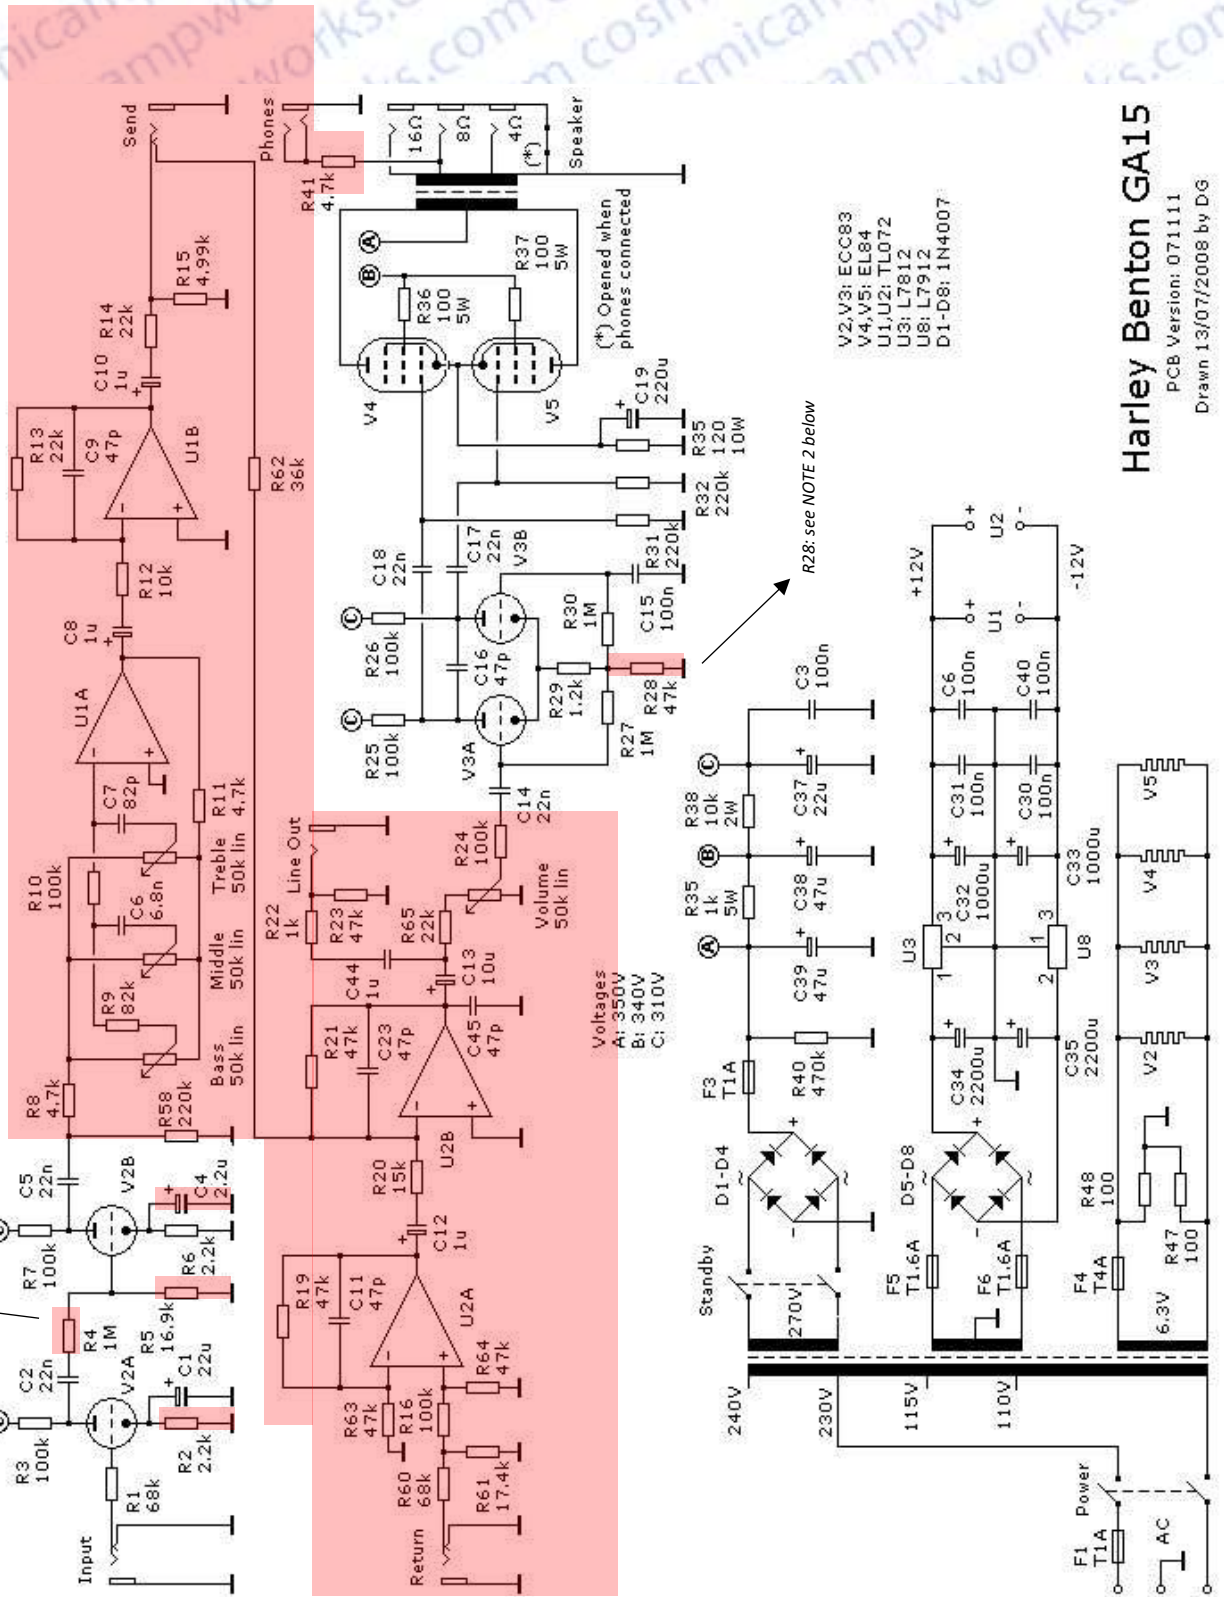 Input
R1
68k
R3
100k
V2A
R2
2.2k
C1
22u
C2
22n
R4
1M
R5
16.9k
R7
100k
V2B
R6
2.2k
C4
2.2u
C5
22n
R58
220k
R8
4.7k
R9
82k
C6
6.8n
R10
100k
C7
82p
Bass
50k lin
Middle
50k lin
Treble
50k lin
R11
4.7k
U1A
C8
1u
R12
10k
R13
22k
C9
47p
U1B
C10
1u
R14
22k
R15
4.99k
Send
R62
36k
Return
R60
68k
R61
17.4k
R63
47k
R16
100k
R64
47k
R19
47k
C11
47p
U2A
C12
1u
R20
15k
U2B
R21
47k
C23
47p
C45
47p
C44
1u
C13
10u
R22
1k
R23
47k
R65
22k
Line Out
Volume
50k lin
R24
100k
C14
22n
V3A
R25
100k
R26
100k
C16
47p
V3B
R29
1.2k
R27
1M
R28
47k
R30
1M
C15
100n
C18
22n
C17
22n
R31
220k
R32
220k
R35
120
10W
C19
220u
V4
V5
R36
100
5W
R37
100
5W
A
B
C
C
R41
4.7k
Phones
16Ω
8Ω
4Ω
(*)
Speaker
(*) Opened when
phones connected
R28: see NOTE 2 below
Voltages
A: 350V
B: 340V
C: 310V
V2,V3: ECC83
V4,V5: EL84
U1,U2: TL072
U3: L7812
U8: L7912
D1-D8: 1N4007
F1
T1A
AC
Power
240V
230V
115V
110V
Standby
270V
D1-D4
F3
T1A
R40
470k
C39
47u
A
R35
1k
5W
B
C38
47u
R38
10k
2W
C
C37
22u
C3
100n
F5
T1.6A
F6
T1.6A
D5-D8
C34
2200u
C35
2200u
U3
1
2
3
U8
2
1
3
C32
1000u
C33
1000u
C31
100n
C30
100n
C6
100n
C40
100n
+12V
-12V
U1
U2
6.3V
F4
T4A
R48
100
R47
100
V2
V3
V4
V5
Harley Benton GA15
PCB Version: 071111
Drawn 13/07/2008 by DG